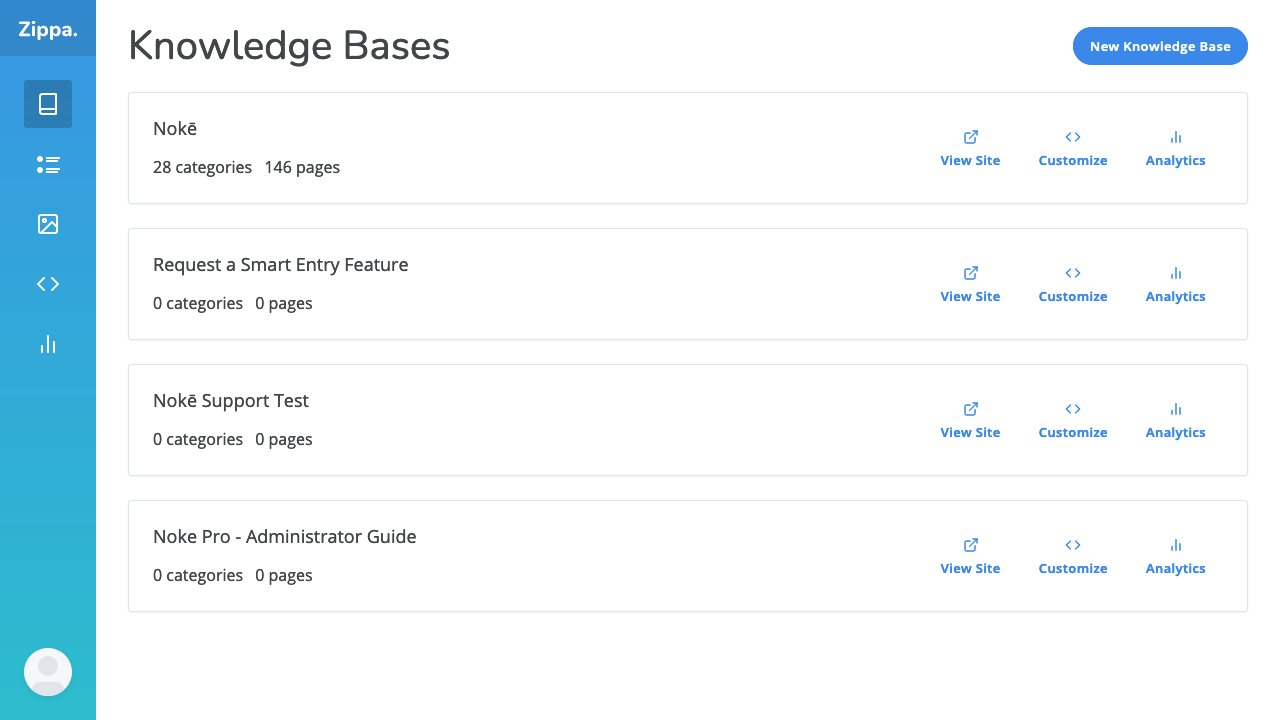 Zippa.
Knowledge Bases
New Knowledge Base
Nokē
28 categories 146 pages
View Site
Customize
Analytics
Request a Smart Entry Feature
0 categories 0 pages
View Site
Customize
Analytics
Nokē Support Test
0 categories 0 pages
View Site
Customize
Analytics
Noke Pro - Administrator Guide
0 categories 0 pages
View Site
Customize
Analytics